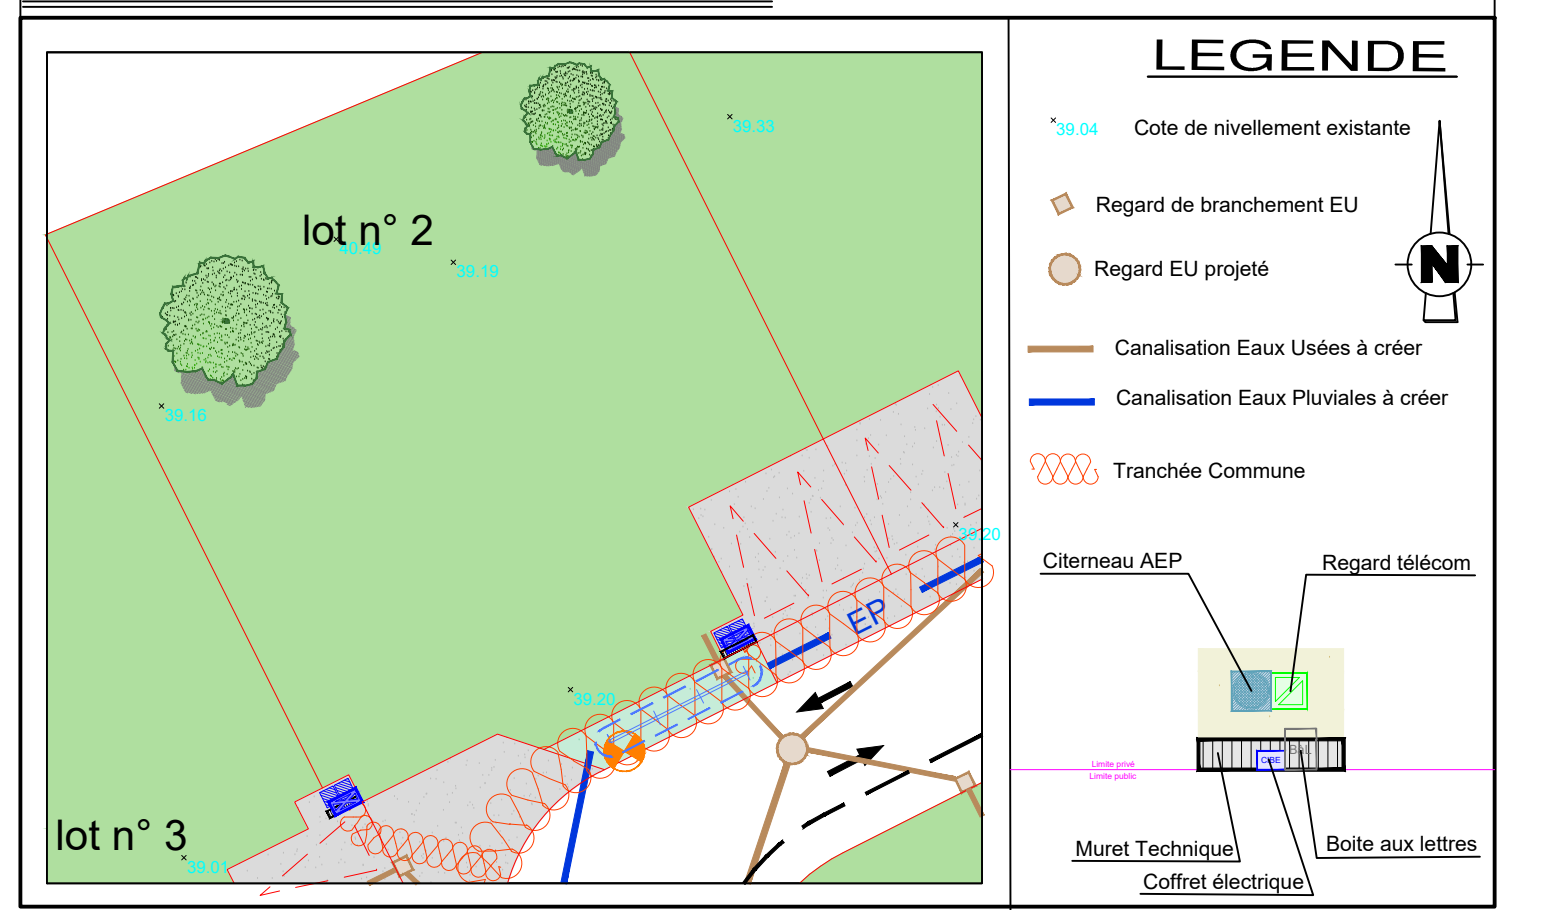 LEGENDE
39.04
Cote de nivellement existante
Regard de branchement EU
Regard EU projeté
N
Canalisation Eaux Usées à créer
Canalisation Eaux Pluviales à créer
Tranchée Commune
Citerneau AEP
Regard télécom
BAL
CIBE
Limite privé
Limite public
Muret Technique
Boite aux lettres
Coffret électrique
39.33
lot n° 2
40.49
39.19
39.16
39.20
EP
39.20
lot n° 3
39.01